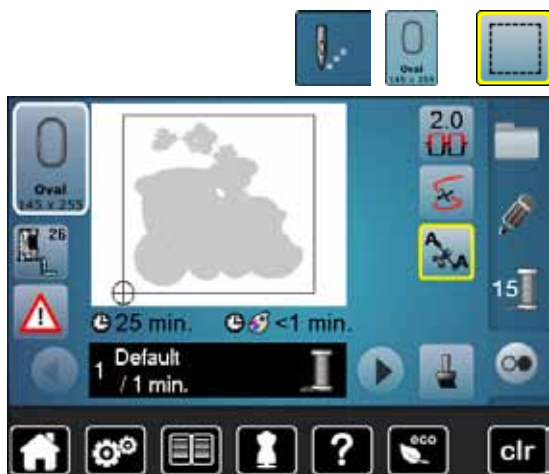 Oval
145 x 255
Oval
145 x 255
26
2.0
A
A
15
25 min. <1 min.
1 Default
/ 1 min.
?
eco
clr